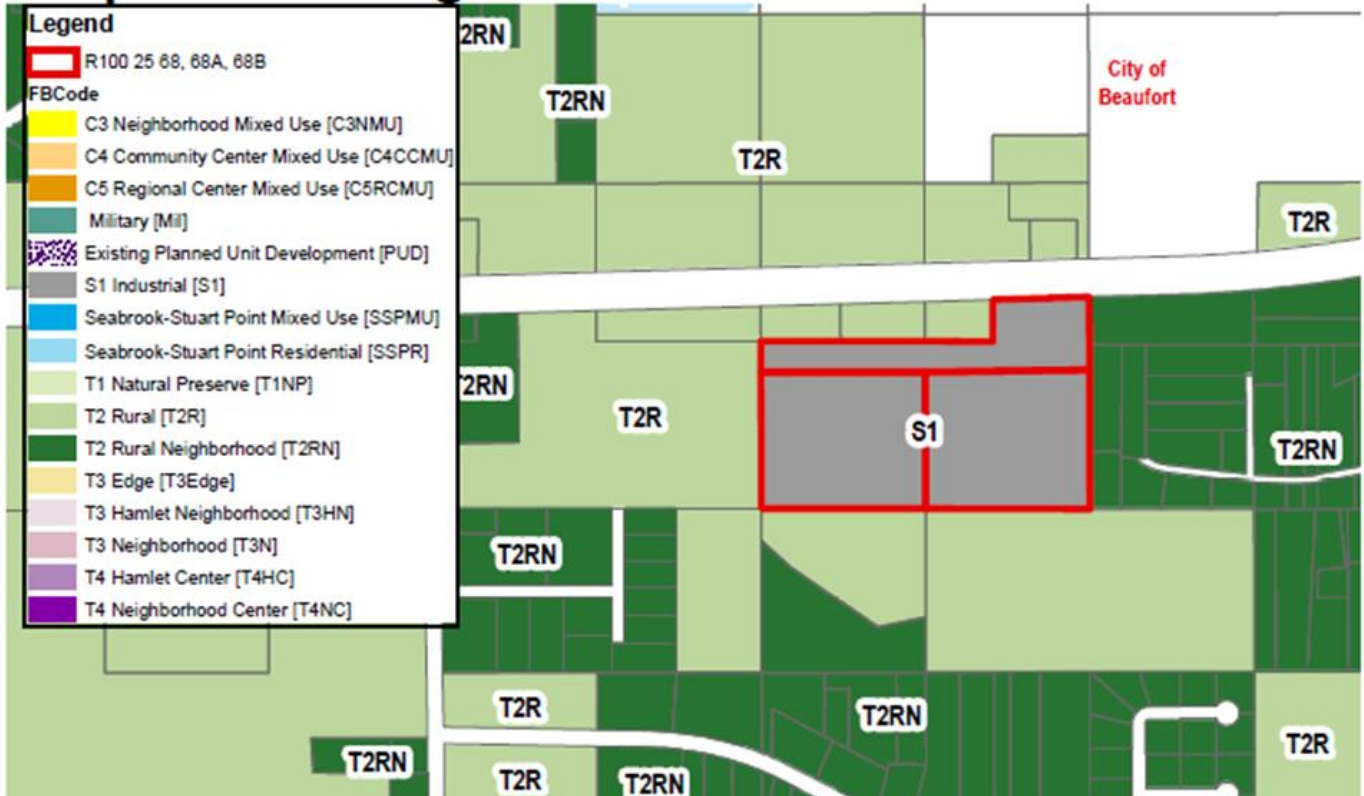 Legend
R100 25 68, 68A, 68B
FBCode
C3 Neighborhood Mixed Use [C3NMU]
C4 Community Center Mixed Use [C4CCMU]
C5 Regional Center Mixed Use [C5RCMU]
Military [Mil]
Existing Planned Unit Development [PUD]
S1 Industrial [S1]
Seabrook-Stuart Point Mixed Use [SSPMU]
Seabrook-Stuart Point Residential [SSPR]
T1 Natural Preserve [T1NP]
T2 Rural [T2R]
T2 Rural Neighborhood [T2RN]
T3 Edge [T3Edge]
T3 Hamlet Neighborhood [T3HN]
T3 Neighborhood [T3N]
T4 Hamlet Center [T4HC]
T4 Neighborhood Center [T4NC]
2RN
T2RN
T2R
City of
Beaufort
T2R
T2RN
T2R
S1
T2RN
T2RN
T2R
T2RN
T2R
T2RN
T2R
T2RN